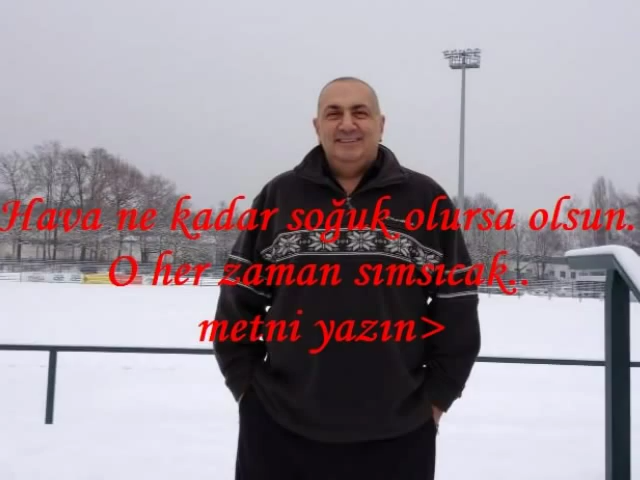 Hava ne kadar soğuk olursa olsun.
O her zaman sımsıcak..
metni yazın>